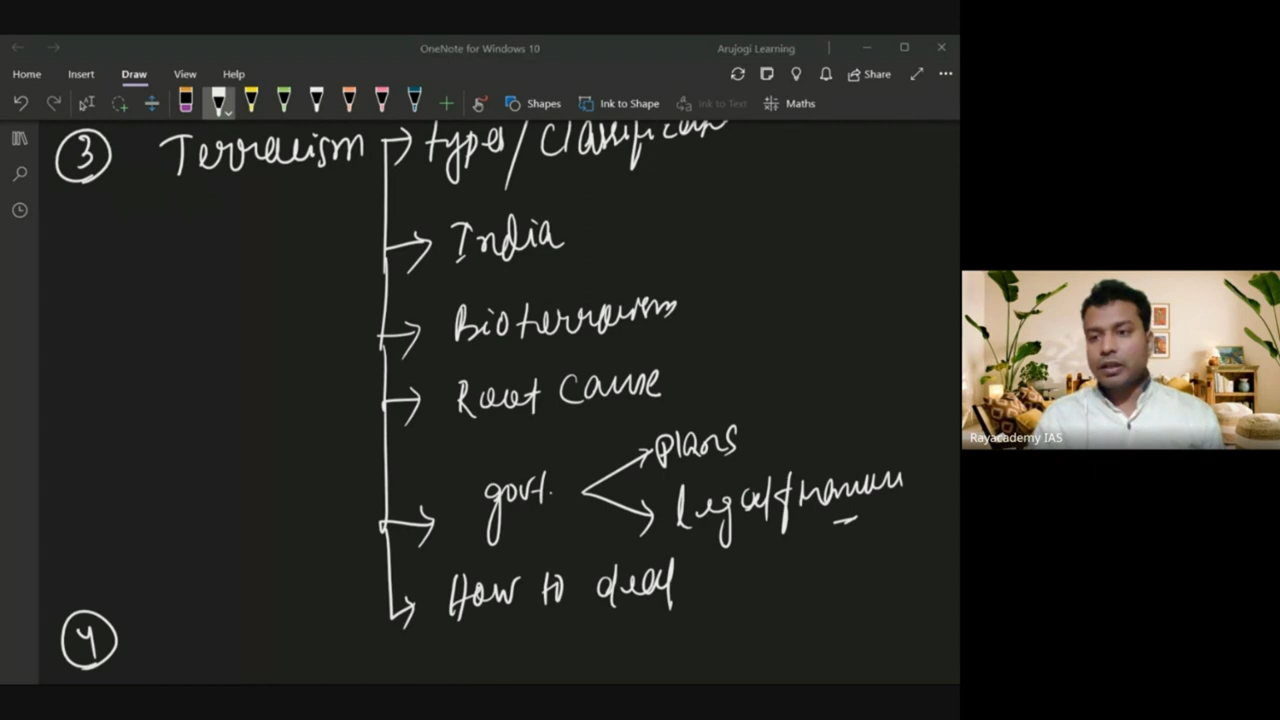 OneNote for Windows 10
Arujogi Learning
Home Insert Draw View Help
Share
Shapes Ink to Shape Ink to Text Maths
3 Terrorism → types/Classification
→ India
→ Bioterrorism
→ Root Cause
→ govt. → Plans
→ legal framework
→ How to deal
4
Rayacademy IAS